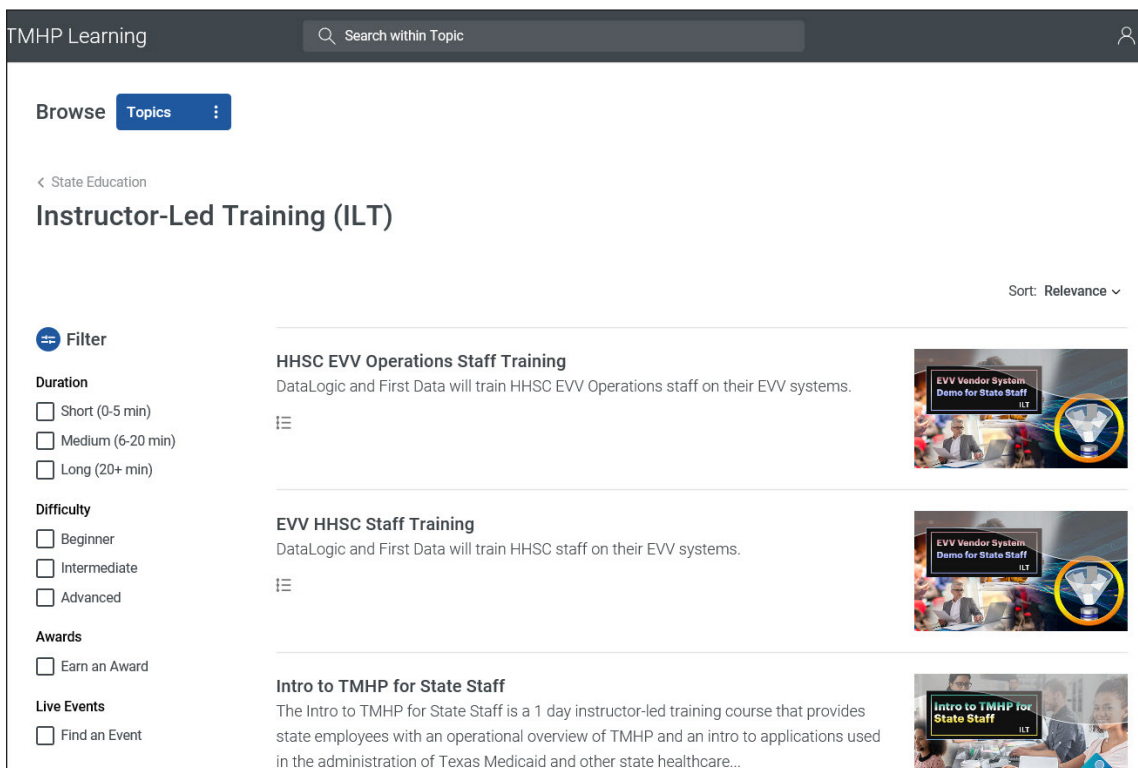 TMHP Learning
Search within Topic
Browse
Topics
State Education
Instructor-Led Training (ILT)
Sort: Relevance
Filter
Duration
Short (0-5 min)
Medium (6-20 min)
Long (20+ min)
Difficulty
Beginner
Intermediate
Advanced
Awards
Earn an Award
Live Events
Find an Event
HHSC EVV Operations Staff Training
DataLogic and First Data will train HHSC EVV Operations staff on their EVV systems.
EVV Vendor System
Demo for State Staff
ILT
EVV HHSC Staff Training
DataLogic and First Data will train HHSC staff on their EVV systems.
EVV Vendor System
Demo for State Staff
ILT
Intro to TMHP for State Staff
The Intro to TMHP for State Staff is a 1 day instructor-led training course that provides
state employees with an operational overview of TMHP and an intro to applications used
in the administration of Texas Medicaid and other state healthcare...
Intro to TMHP for
State Staff
ILT